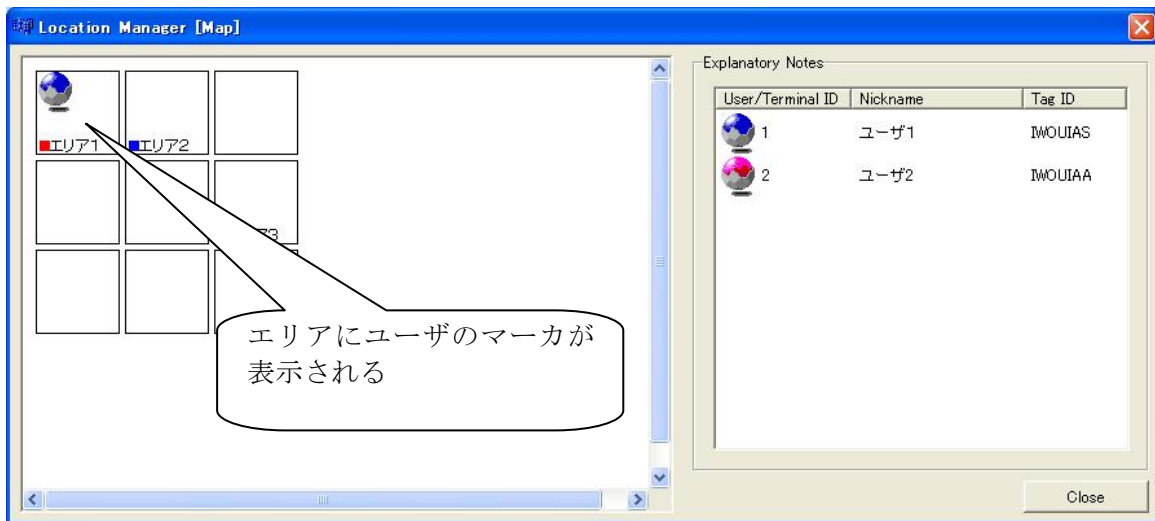 Location Manager [Map]
■エリア1 ■エリア2
3
エリアにユーザのマーカが
表示される
Explanatory Notes
User/Terminal ID Nickname Tag ID
1 ユーザ1 IWOUIAS
2 ユーザ2 IWOUIAA
Close